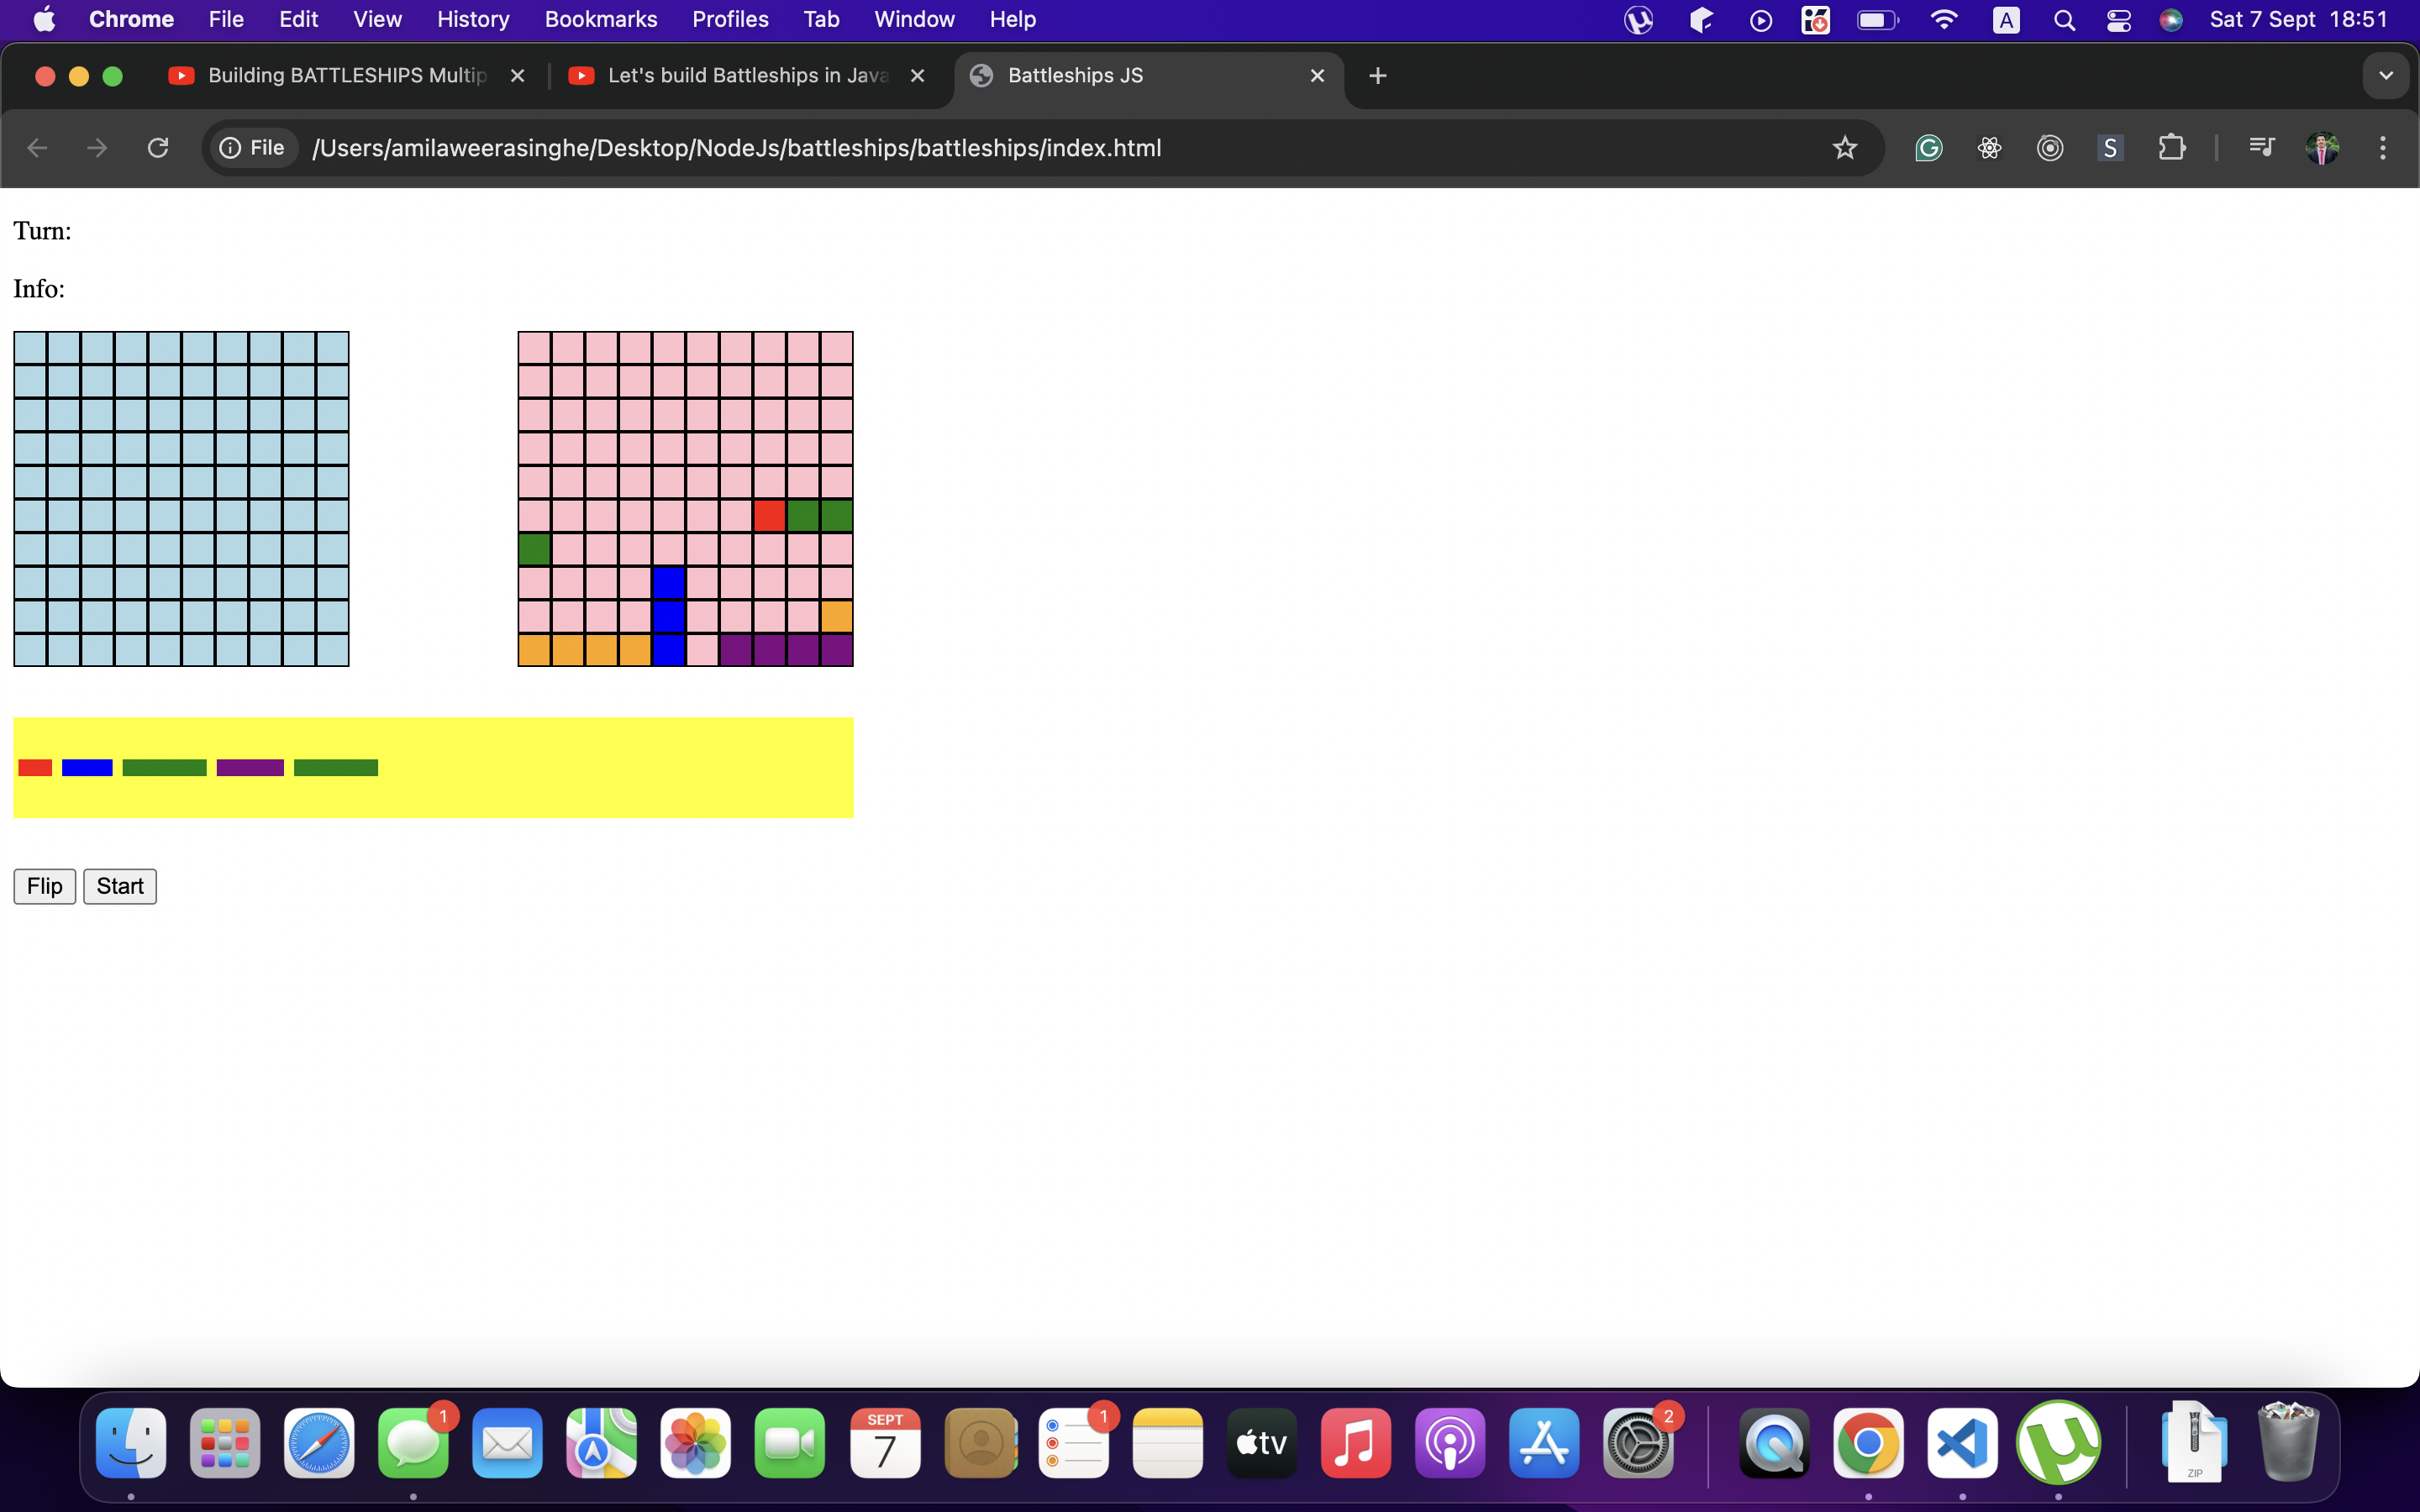 Chrome File Edit View History Bookmarks Profiles Tab Window Help A Sat 7 Sept 18:51
Building BATTLESHIPS Multip Let's build Battleships in Java Battleships JS
File /Users/amilaweerasinghe/Desktop/NodeJs/battleships/battleships/index.html S
Turn:
Info:
Flip Start
1 SEPT 7 1 tv 2 ZIP